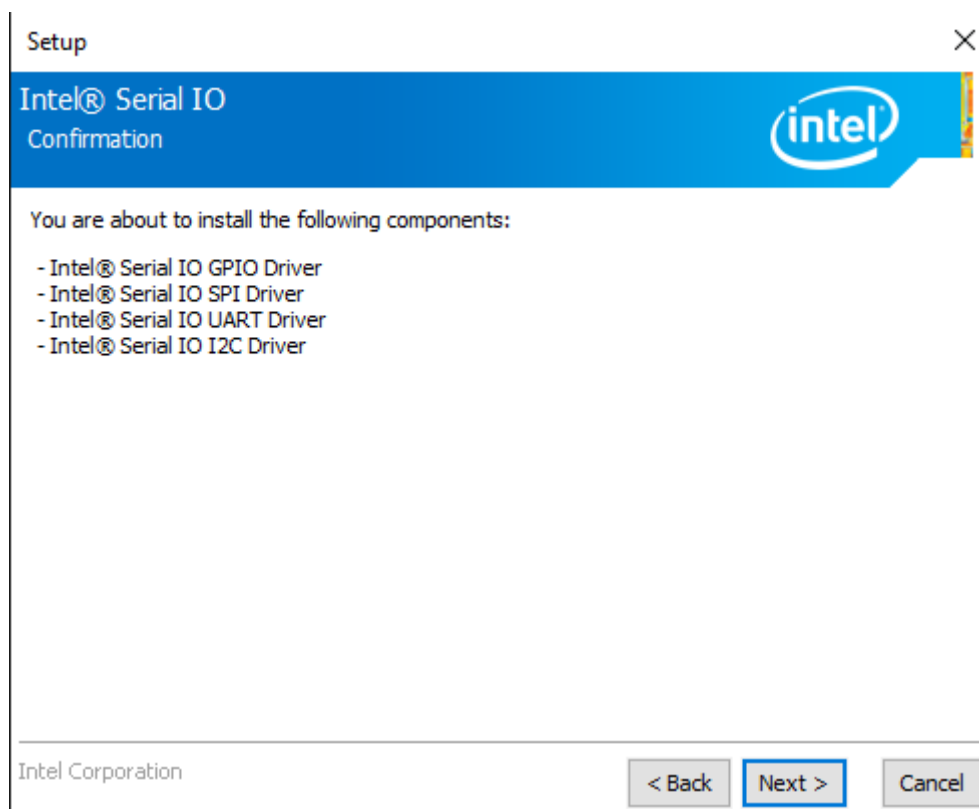 Setup
Intel® Serial IO
Confirmation
intel
You are about to install the following components:
- Intel® Serial IO GPIO Driver
- Intel® Serial IO SPI Driver
- Intel® Serial IO UART Driver
- Intel® Serial IO I2C Driver
Intel Corporation
< Back
Next >
Cancel